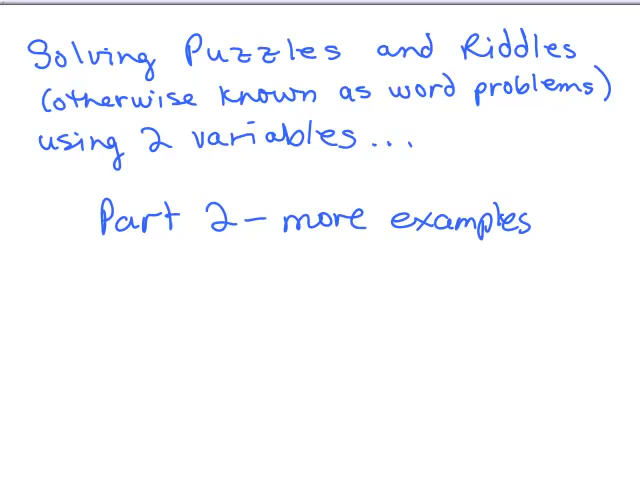 Solving Puzzles and Riddles
(otherwise known as word problems)
using 2 variables...
Part 2 - more examples